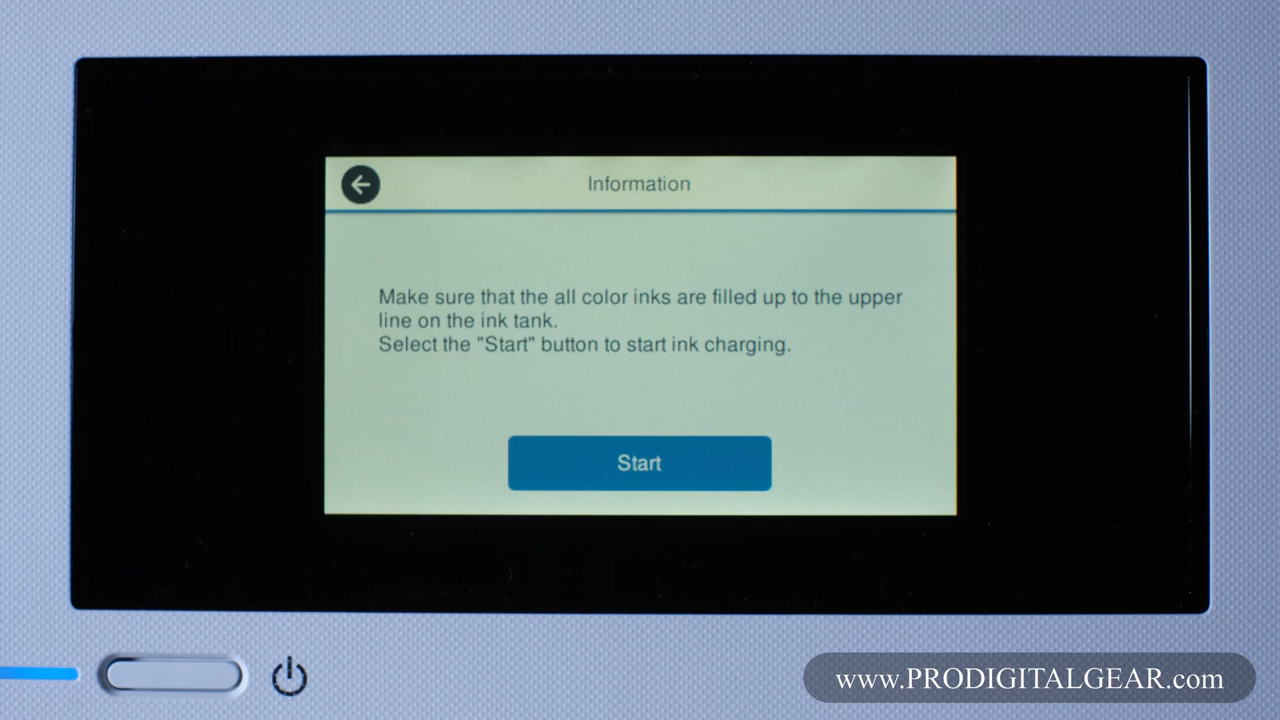 Information
Make sure that the all color inks are filled up to the upper
line on the ink tank.
Select the "Start" button to start ink charging.
Start
www.PRODIGITALGEAR.com